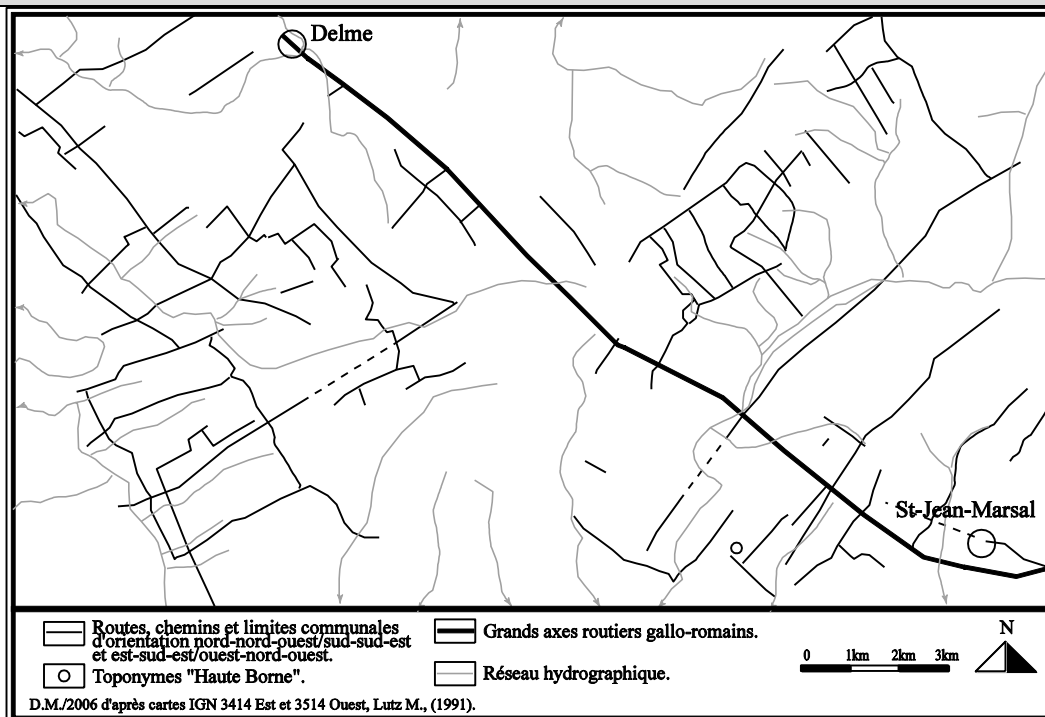 Delme
St-Jean-Marsal
Routes, chemins et limites communales
d'orientation nord-nord-ouest/sud-sud-est
et est-sud-est/ouest-nord-ouest.
Toponymes "Haute Borne".
Grands axes routiers gallo-romains.
Réseau hydrographique.
0 1km 2km 3km
N
D.M./2006 d'après cartes IGN 3414 Est et 3514 Ouest, Lutz M., (1991).